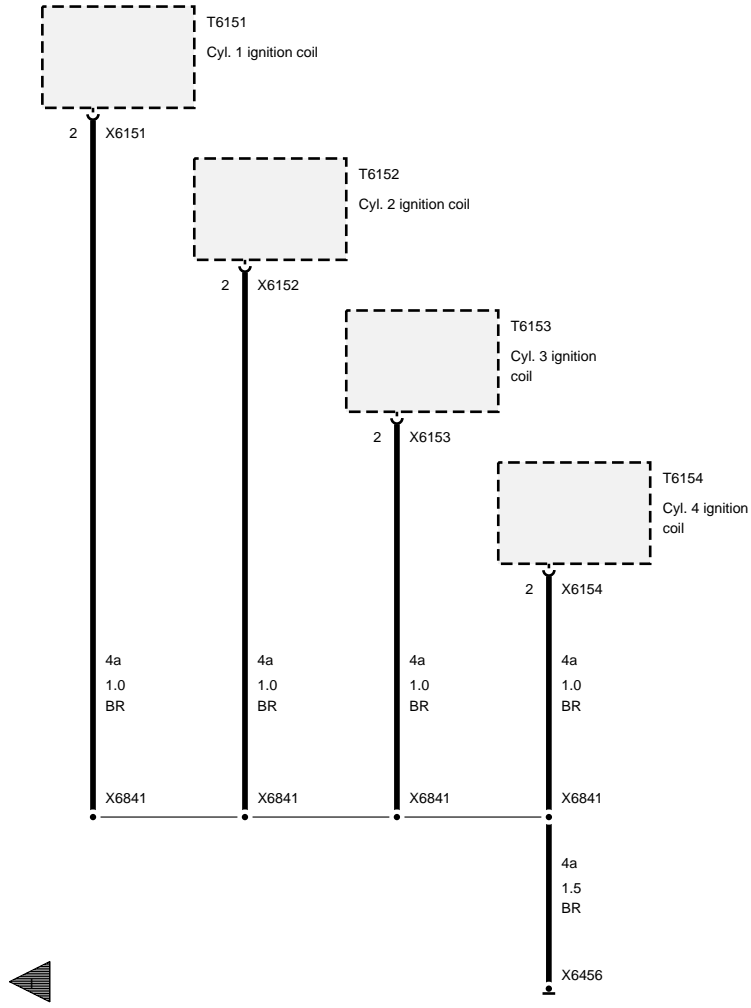 T6151
Cyl. 1 ignition coil
2 X6151
T6152
Cyl. 2 ignition coil
2 X6152
T6153
Cyl. 3 ignition
coil
2 X6153
T6154
Cyl. 4 ignition
coil
2 X6154
4a 4a 4a 4a
1.0 1.0 1.0 1.0
BR BR BR BR
X6841 X6841 X6841 X6841
4a
1.5
BR
X6456